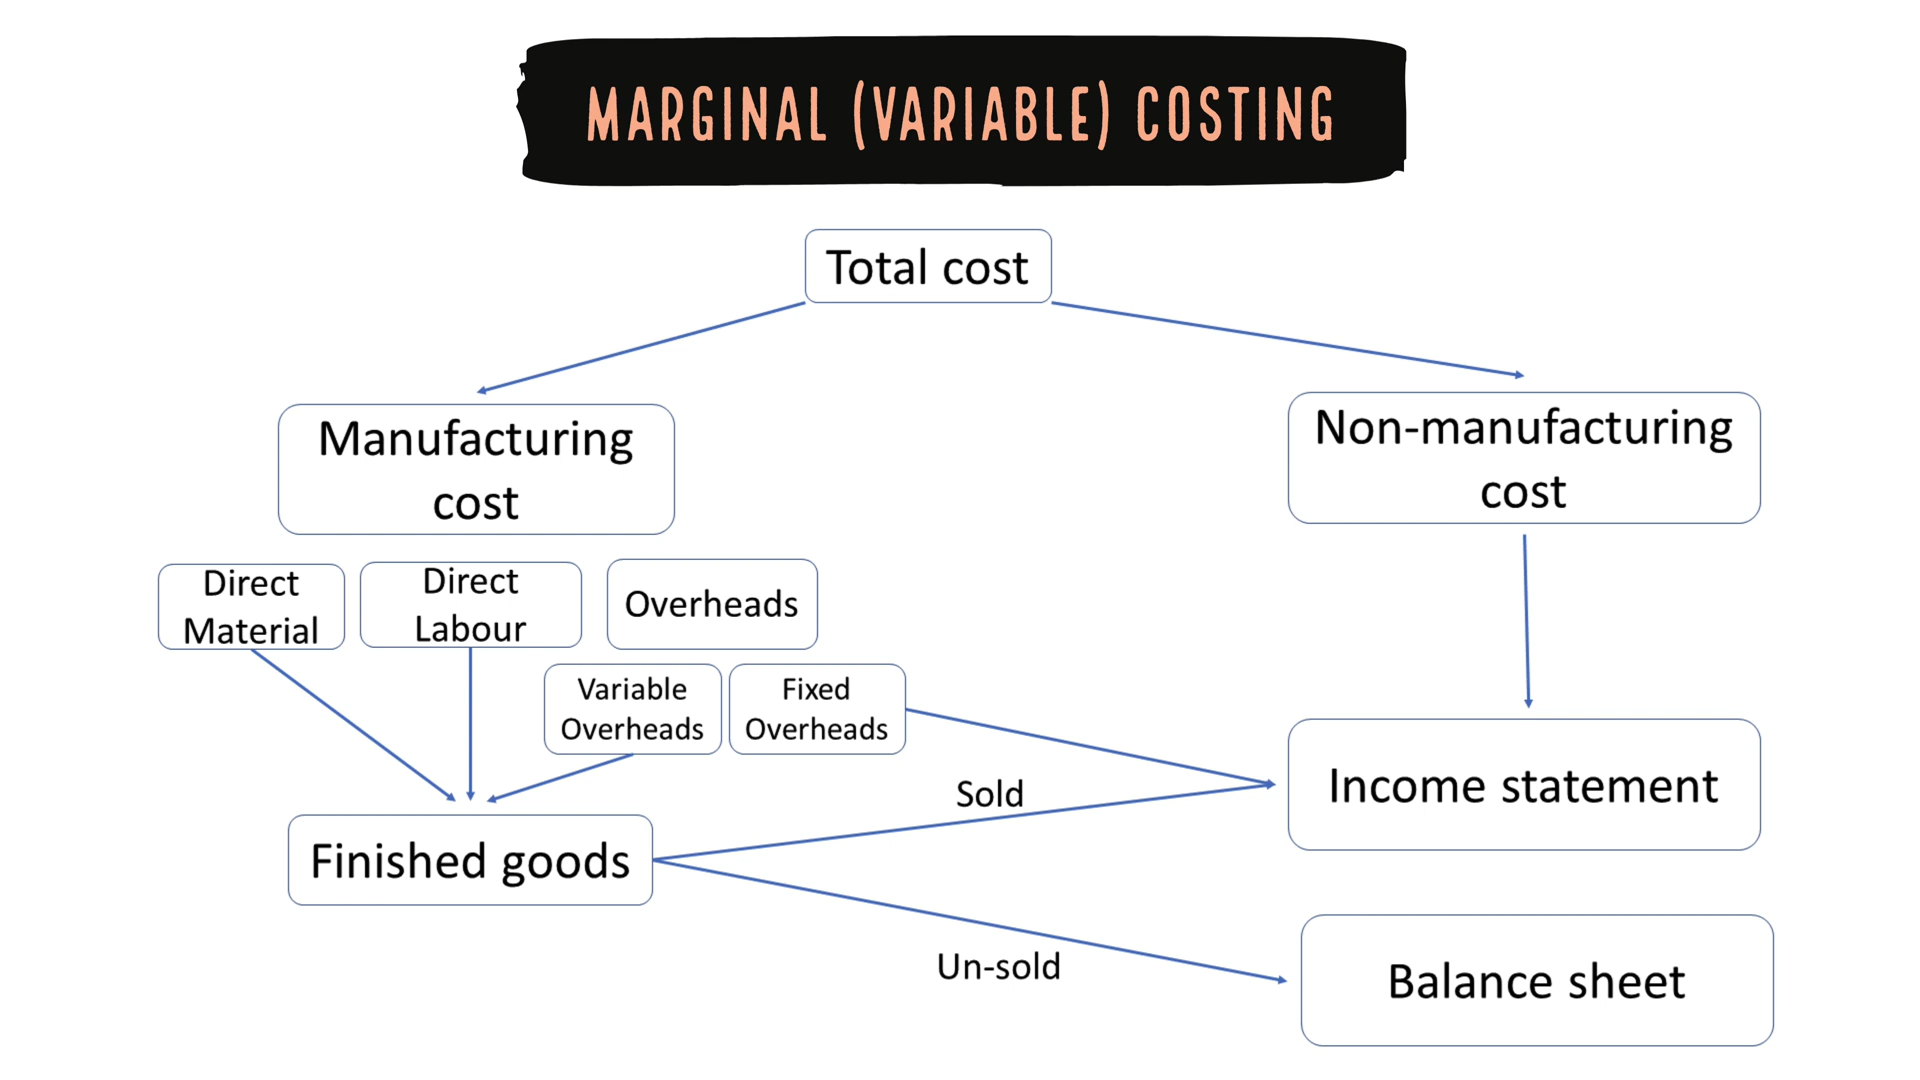 MARGINAL (VARIABLE) COSTING
Total cost
Manufacturing
cost
Non-manufacturing
cost
Direct
Material
Direct
Labour
Overheads
Variable
Overheads
Fixed
Overheads
Sold
Income statement
Finished goods
Un-sold
Balance sheet